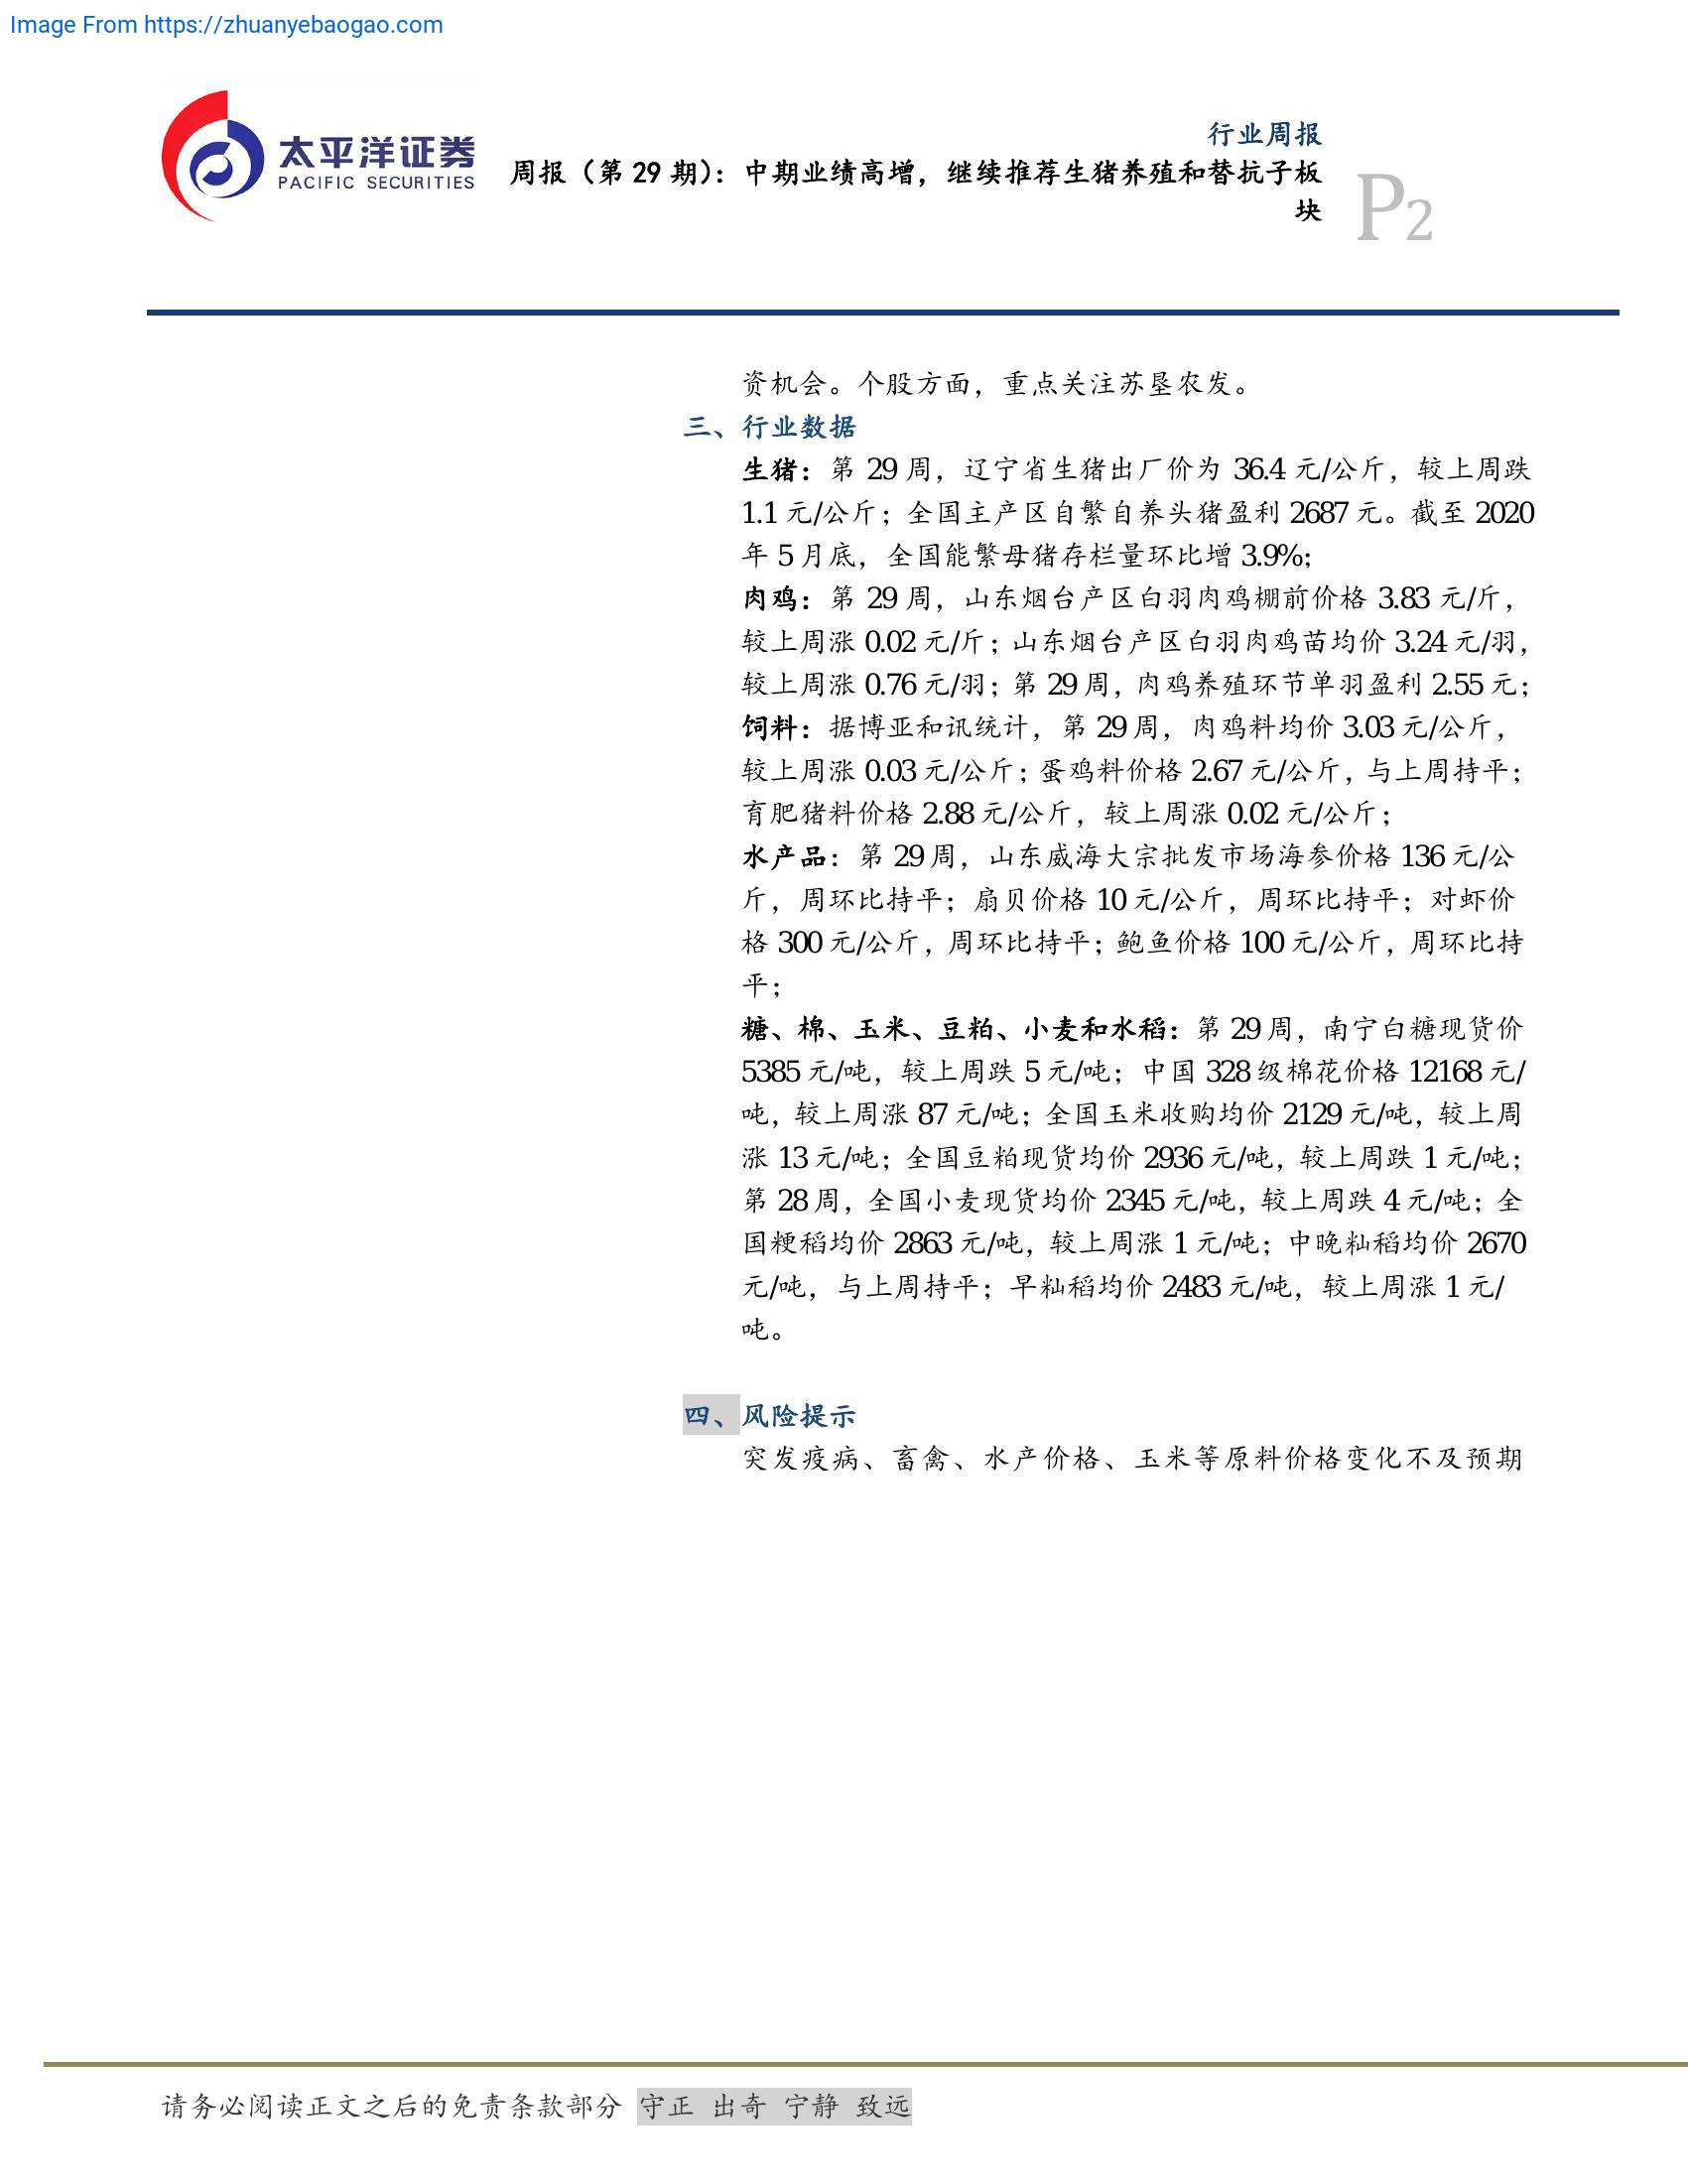 Image From https://zhuanyebaogao.com
太平洋证券
PACIFIC SECURITIES
行业周报
周报（第 29 期）：中期业绩高增，继续推荐生猪养殖和替抗子板
块
P2
资机会。个股方面，重点关注苏垦农发。
三、行业数据
生猪：第 29 周，辽宁省生猪出厂价为 36.4 元/公斤，较上周跌
1.1 元/公斤；全国主产区自繁自养头猪盈利 2687 元。截至 2020
年 5 月底，全国能繁母猪存栏量环比增 3.9%；
肉鸡：第 29 周，山东烟台产区白羽肉鸡棚前价格 3.83 元/斤，
较上周涨 0.02 元/斤；山东烟台产区白羽肉鸡苗均价 3.24 元/羽，
较上周涨 0.76 元/羽；第 29 周，肉鸡养殖环节单羽盈利 2.55 元；
饲料：据博亚和讯统计，第 29 周，肉鸡料均价 3.03 元/公斤，
较上周涨 0.03 元/公斤；蛋鸡料价格 2.67 元/公斤，与上周持平；
育肥猪料价格 2.88 元/公斤，较上周涨 0.02 元/公斤；
水产品：第 29 周，山东威海大宗批发市场海参价格 136 元/公
斤，周环比持平；扇贝价格 10 元/公斤，周环比持平；对虾价
格 300 元/公斤，周环比持平；鲍鱼价格 100 元/公斤，周环比持
平；
糖、棉、玉米、豆粕、小麦和水稻：第 29 周，南宁白糖现货价
5385 元/吨，较上周跌 5 元/吨；中国 328 级棉花价格 12168 元/
吨，较上周涨 87 元/吨；全国玉米收购均价 2129 元/吨，较上周
涨 13 元/吨；全国豆粕现货均价 2936 元/吨，较上周跌 1 元/吨；
第 28 周，全国小麦现货均价 2345 元/吨，较上周跌 4 元/吨；全
国粳稻均价 2863 元/吨，较上周涨 1 元/吨；中晚籼稻均价 2670
元/吨，与上周持平；早籼稻均价 2483 元/吨，较上周涨 1 元/
吨。
四、风险提示
突发疫病、畜禽、水产价格、玉米等原料价格变化不及预期
请务必阅读正文之后的免责条款部分 守正 出奇 宁静 致远